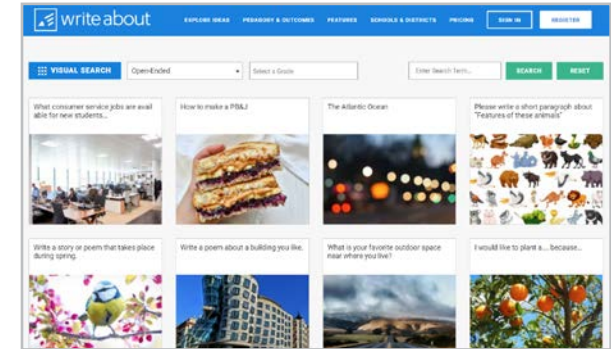 write about
EXPLORE IDEAS PEDAGOGY & OUTCOMES FEATURES SCHOOLS & DISTRICTS PRICING SIGN IN REGISTER
VISUAL SEARCH Open-Ended Select a Grade Enter Search Term... SEARCH RESET
What consumer service jobs are avail
able for new students...
How to make a PB&J
The Atlantic Ocean
Please write a short paragraph about
"Features of these animals"
Write a story or poem that takes place
during spring.
Write a poem about a building you like.
What is your favorite outdoor space
near where you live?
I would like to plant a.... because...